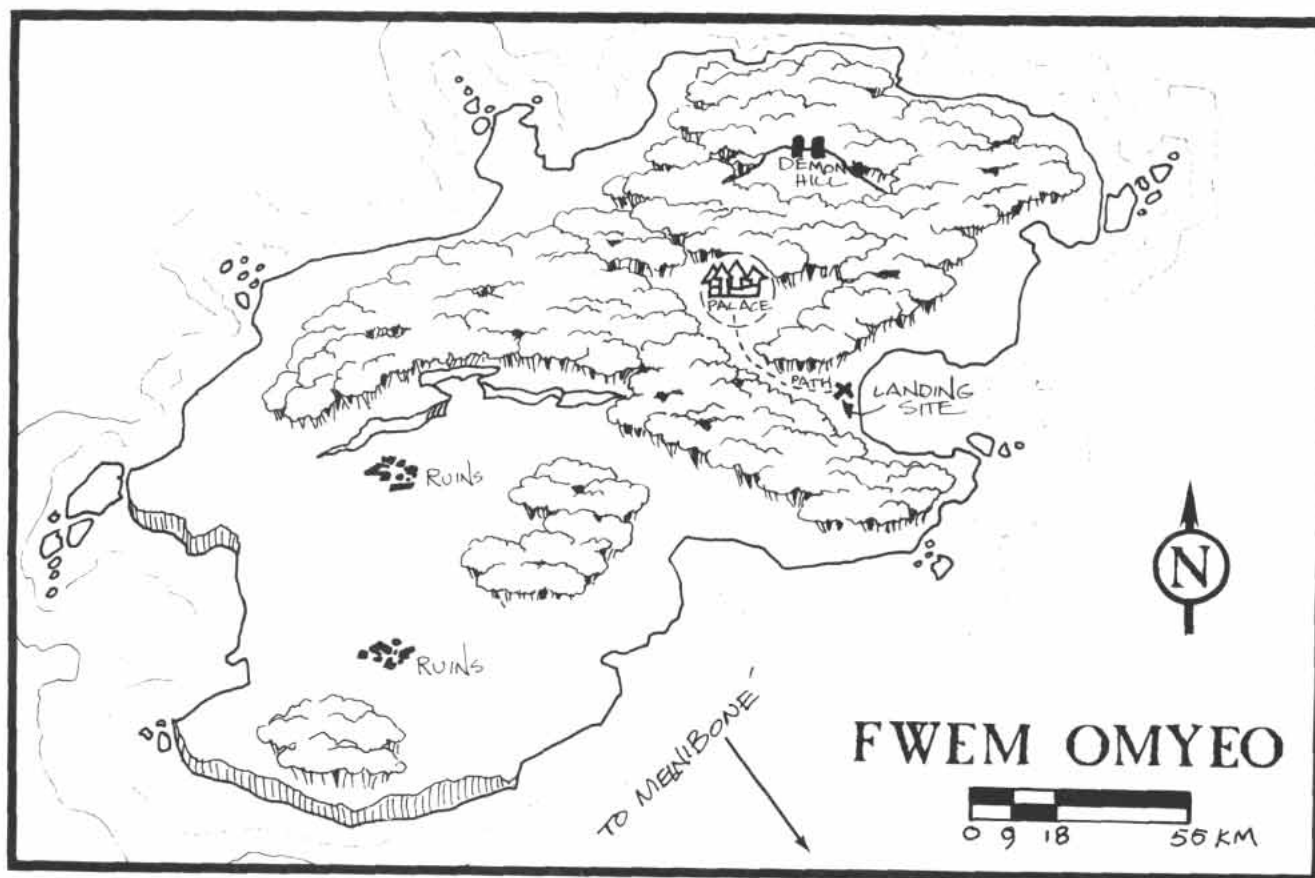 DEMON
HILL
PALACE
PATH
LANDING
SITE
RUINS
RUINS
N
TO MELNIBONÉ
FWEM OMYEO
0 9 18 55 KM